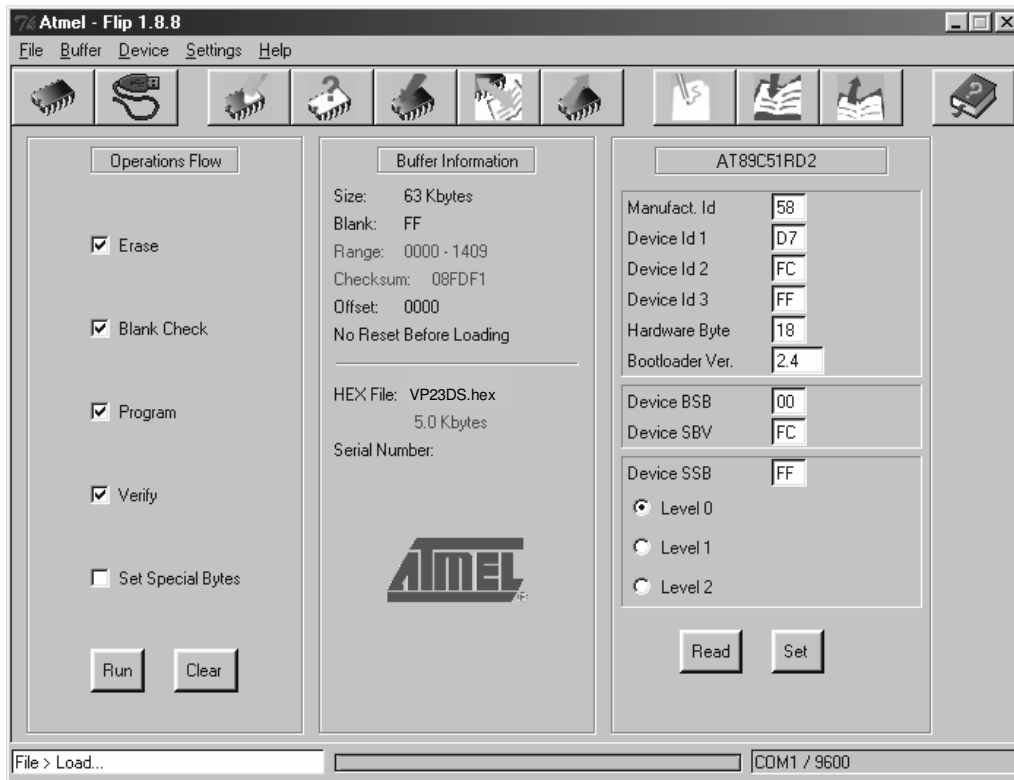 Atmel - Flip 1.8.8
File Buffer Device Settings Help
Operations Flow
Erase
Blank Check
Program
Verify
Set Special Bytes
Run Clear
Buffer Information
Size: 63 Kbytes
Blank: FF
Range: 0000 - 1409
Checksum: 08FDF1
Offset: 0000
No Reset Before Loading
HEX File: VP23DS.hex
5.0 Kbytes
Serial Number:
ATMEL
AT89C51RD2
Manufact. Id 58
Device Id 1 D7
Device Id 2 FC
Device Id 3 FF
Hardware Byte 18
Bootloader Ver. 2.4
Device BSB 00
Device SBV FC
Device SSB FF
Level 0
Level 1
Level 2
Read Set
File > Load...
COM1 / 9600